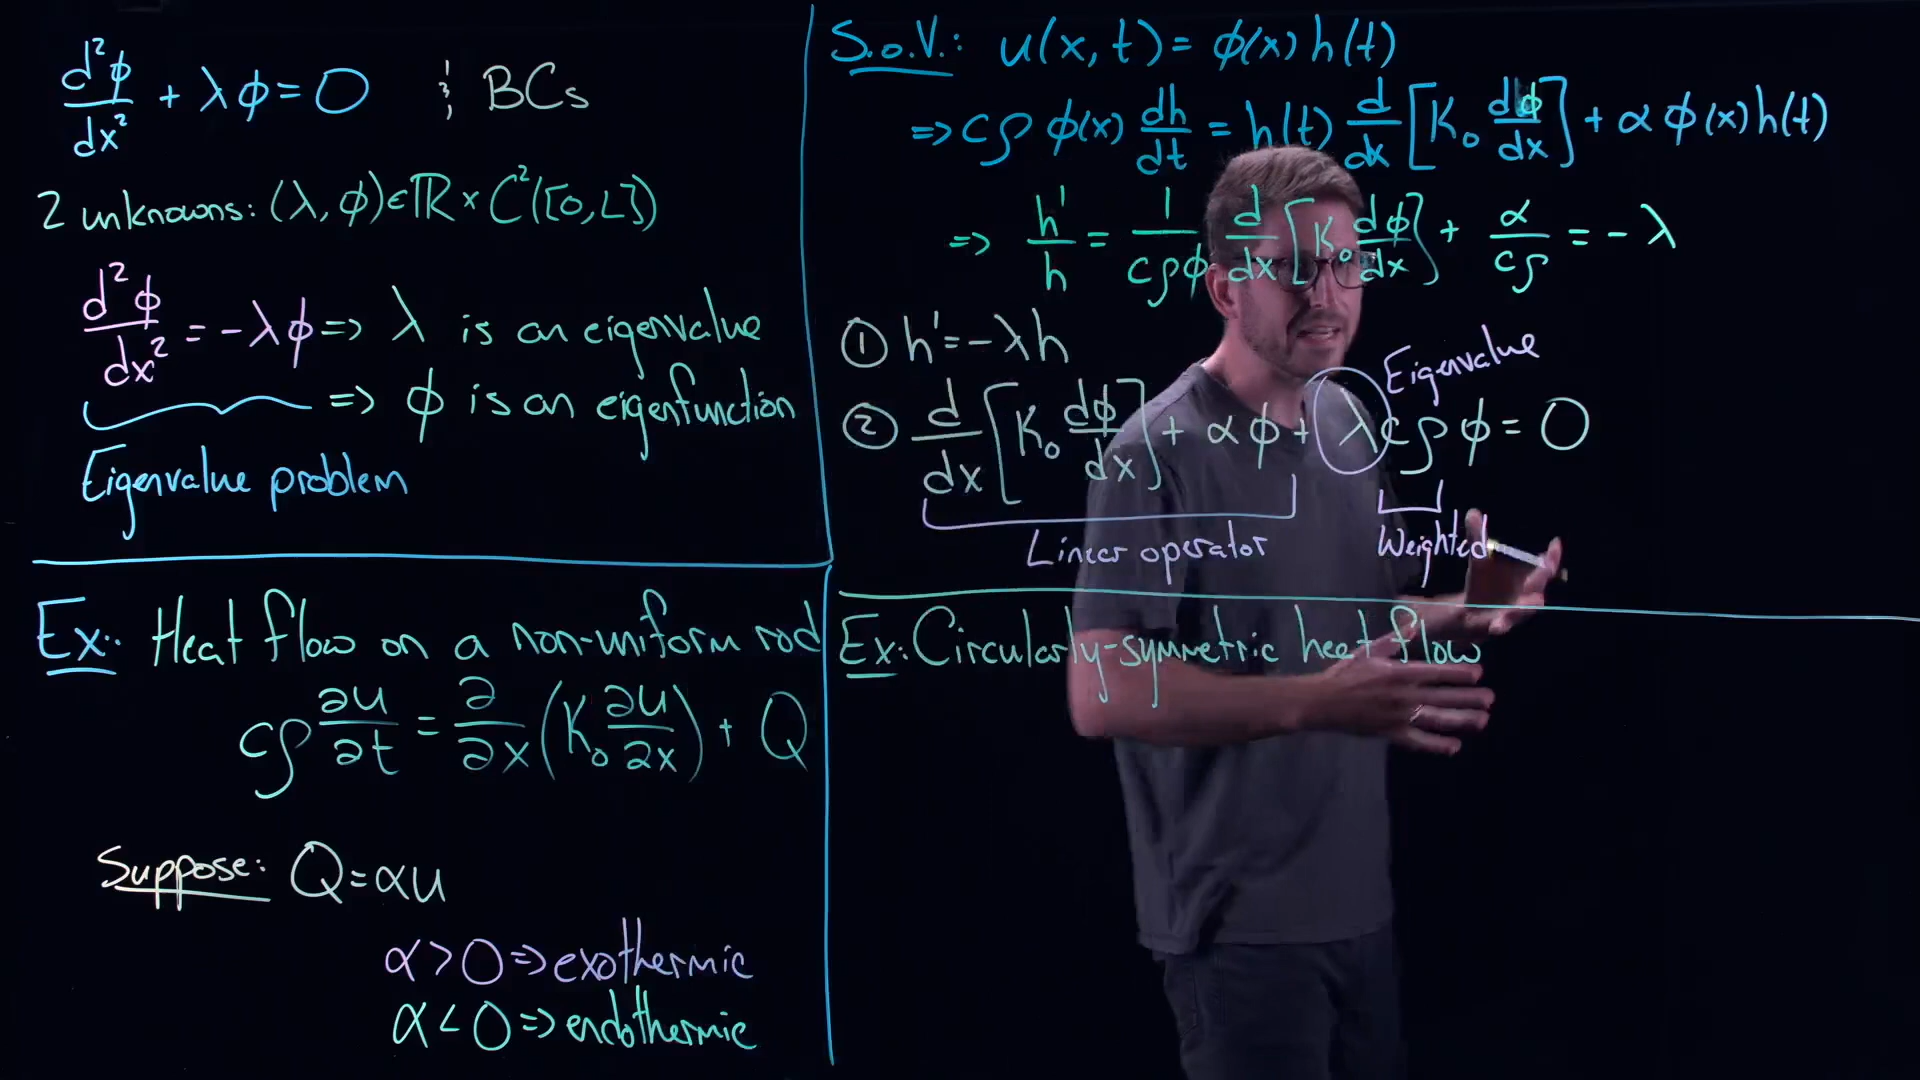 d²φ/dx² + λφ = 0 & BCs
2 unknowns: (λ, φ) ∈ ℝ × C²([0, L])
d²φ/dx² = -λφ => λ is an eigenvalue
=> φ is an eigenfunction
Eigenvalue problem
Ex: Heat flow on a non-uniform rod
cρ ∂u/∂t = ∂/∂x (K₀ ∂u/∂x) + Q
Suppose: Q = αu
α > 0 => exothermic
α < 0 => endothermic
S.o.V.: u(x, t) = φ(x) h(t)
=> cρ φ(x) dh/dt = h(t) d/dx [K₀ dφ/dx] + α φ(x) h(t)
=> h'/h = 1/cρφ d/dx [K₀ dφ/dx] + α/cρ = -λ
① h' = -λh
Eigenvalue
② d/dx [K₀ dφ/dx] + αφ + λcρφ = 0
Linear operator Weighted
Ex: Circularly-symmetric heat flow